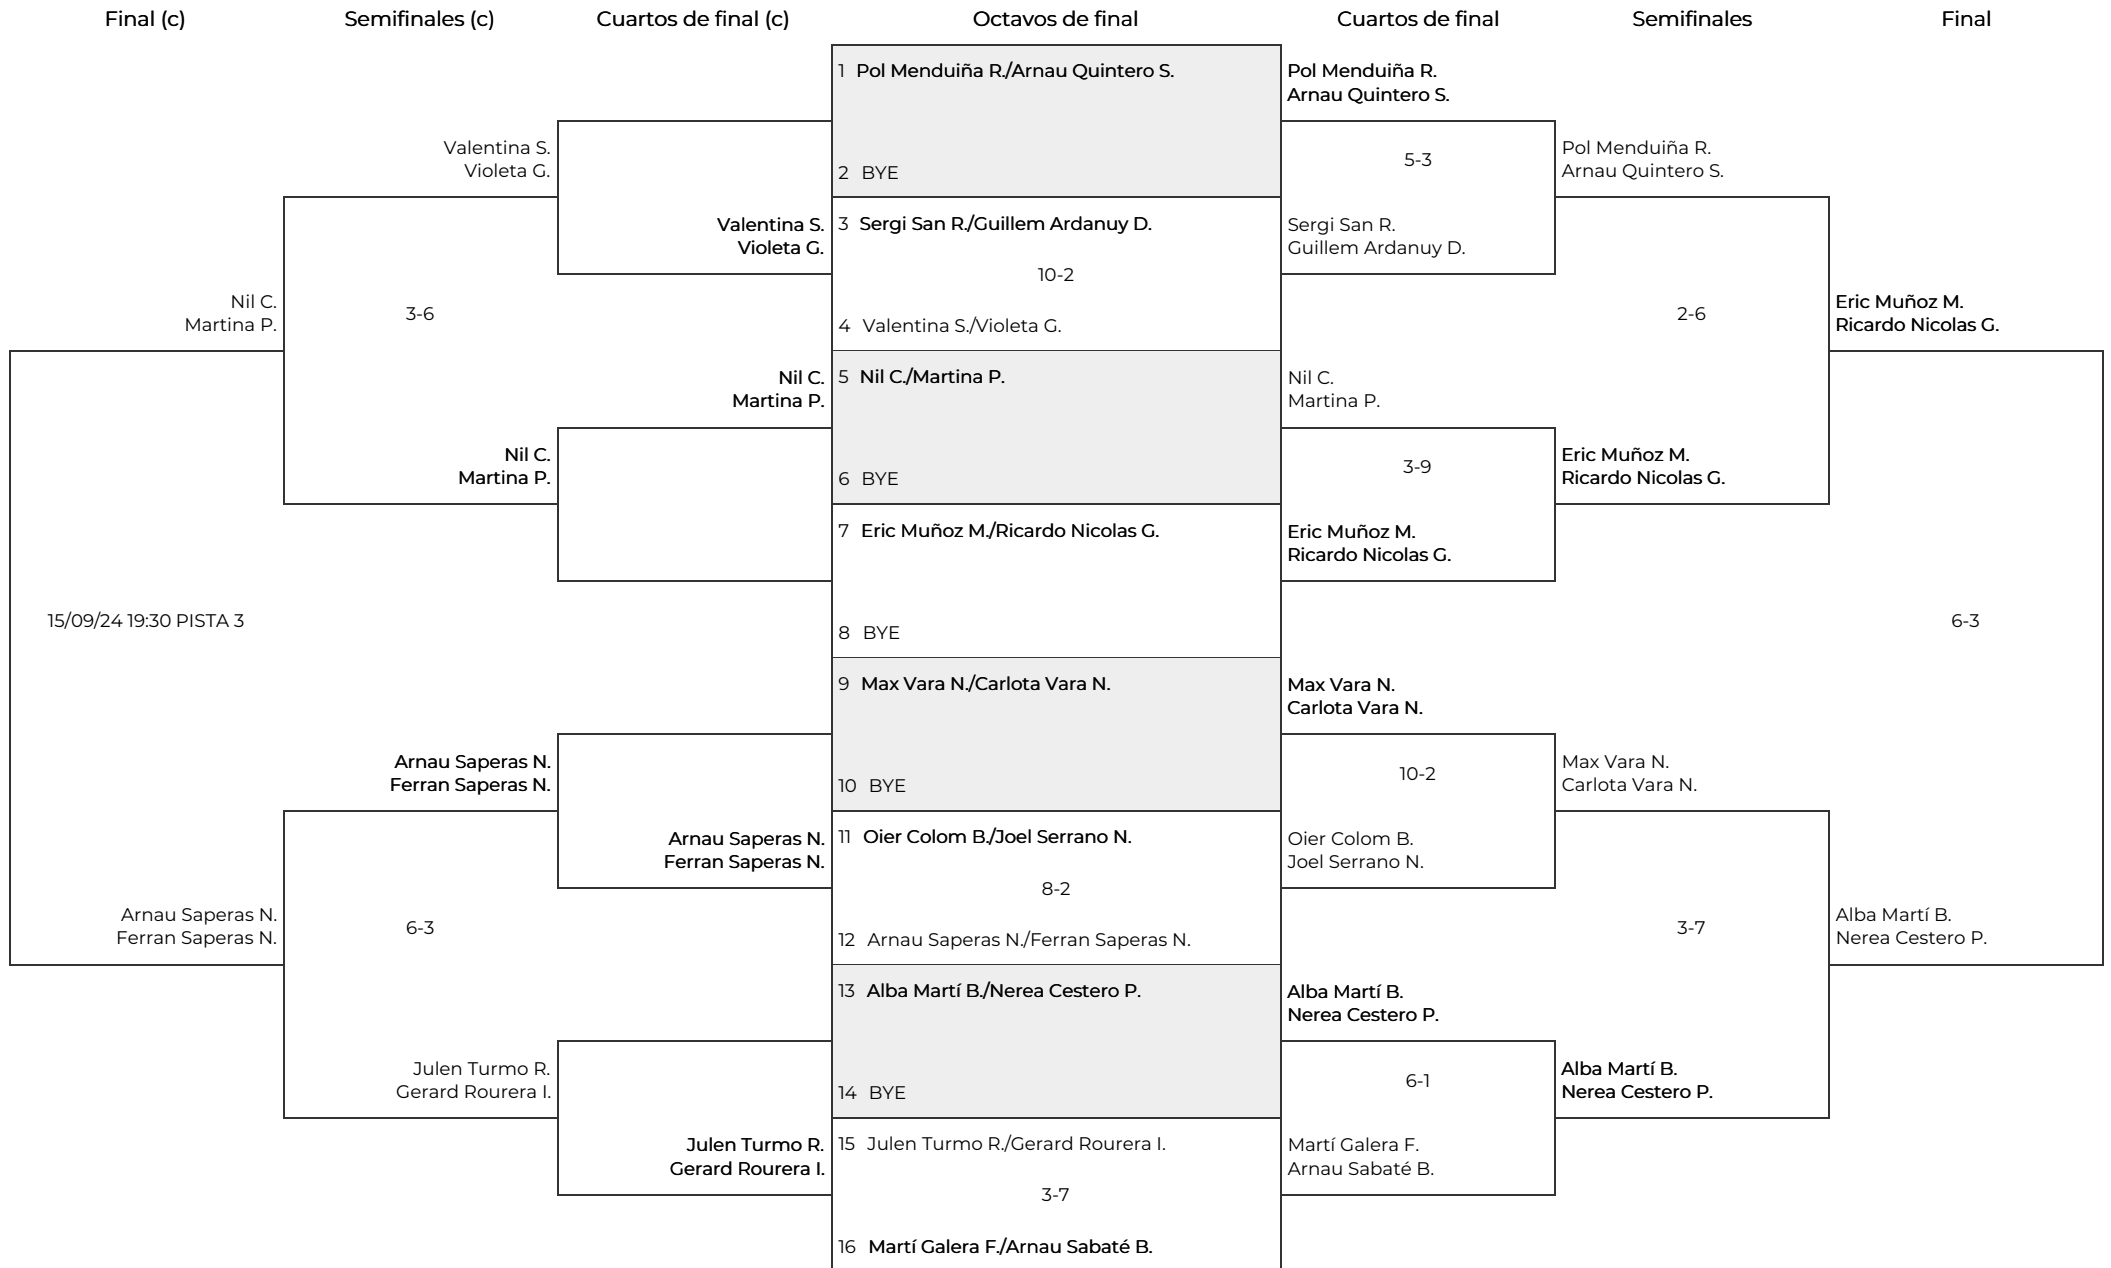 Final (c)
Semifinales (c)
Cuartos de final (c)
Octavos de final
Cuartos de final
Semifinales
Final
Nil C.
Martina P.
15/09/24 19:30 PISTA 3
Arnau Saperas N.
Ferran Saperas N.
Valentina S.
Violeta G.
3-6
Nil C.
Martina P.
Arnau Saperas N.
Ferran Saperas N.
6-3
Julen Turmo R.
Gerard Rourera I.
Valentina S.
Violeta G.
Nil C.
Martina P.
Arnau Saperas N.
Ferran Saperas N.
Julen Turmo R.
Gerard Rourera I.
1 Pol Menduiña R./Arnau Quintero S.
2 BYE
3 Sergi San R./Guillem Ardanuy D.
10-2
4 Valentina S./Violeta G.
5 Nil C./Martina P.
6 BYE
7 Eric Muñoz M./Ricardo Nicolas G.
8 BYE
9 Max Vara N./Carlota Vara N.
10 BYE
11 Oier Colom B./Joel Serrano N.
8-2
12 Arnau Saperas N./Ferran Saperas N.
13 Alba Martí B./Nerea Cestero P.
14 BYE
15 Julen Turmo R./Gerard Rourera I.
3-7
16 Martí Galera F./Arnau Sabaté B.
Pol Menduiña R.
Arnau Quintero S.
5-3
Sergi San R.
Guillem Ardanuy D.
Nil C.
Martina P.
3-9
Eric Muñoz M.
Ricardo Nicolas G.
Max Vara N.
Carlota Vara N.
10-2
Oier Colom B.
Joel Serrano N.
Alba Martí B.
Nerea Cestero P.
6-1
Martí Galera F.
Arnau Sabaté B.
Pol Menduiña R.
Arnau Quintero S.
2-6
Eric Muñoz M.
Ricardo Nicolas G.
Max Vara N.
Carlota Vara N.
3-7
Alba Martí B.
Nerea Cestero P.
Eric Muñoz M.
Ricardo Nicolas G.
6-3
Alba Martí B.
Nerea Cestero P.